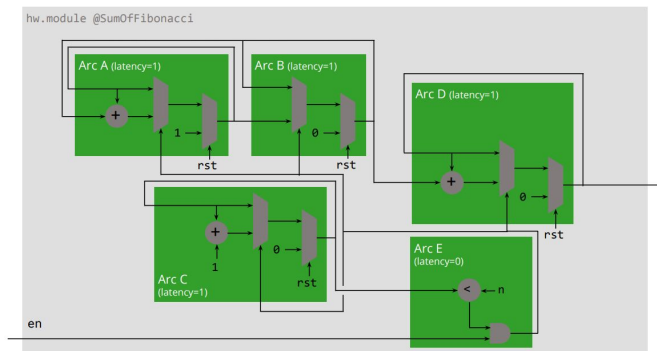 hw.module @SumOfFibonacci
Arc A (latency=1)
+
1
rst
Arc B (latency=1)
0
rst
Arc D (latency=1)
+
0
rst
+
1
0
rst
Arc C
(latency=1)
Arc E
(latency=0)
<
n
en